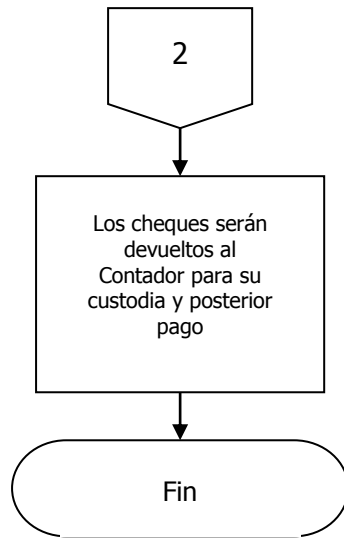 2
Los cheques serán
devueltos al
Contador para su
custodia y posterior
pago
Fin